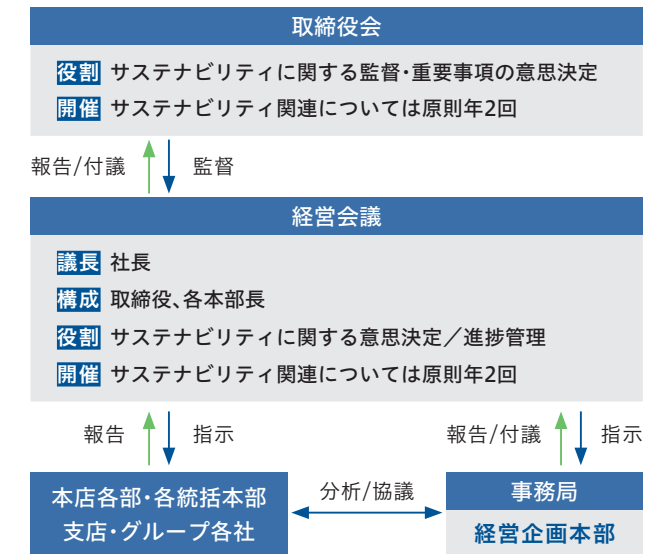 取締役会
役割 サステナビリティに関する監督・重要事項の意思決定
開催 サステナビリティ関連については原則年2回
報告/付議 監督
経営会議
議長 社長
構成 取締役、各本部長
役割 サステナビリティに関する意思決定／進捗管理
開催 サステナビリティ関連については原則年2回
報告 指示 報告/付議 指示
本店各部・各統括本部
支店・グループ各社
分析/協議
事務局
経営企画本部